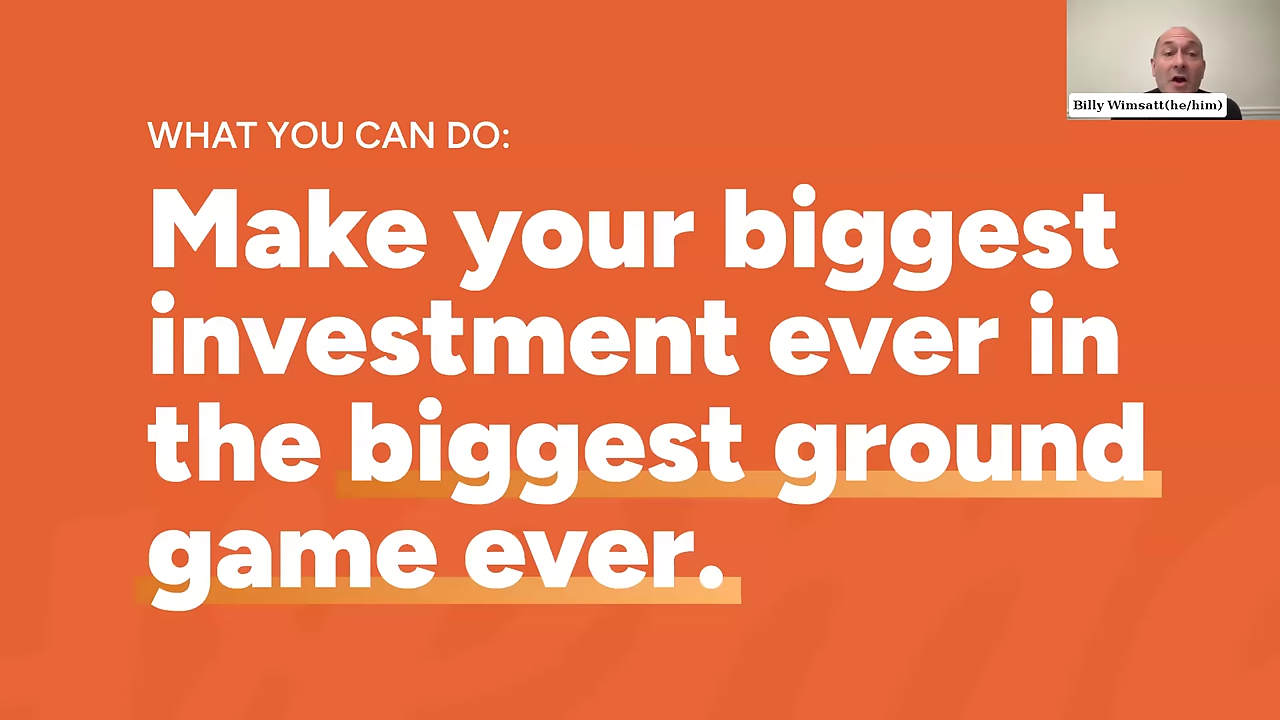 Billy Wimsatt(he/him)
WHAT YOU CAN DO:
Make your biggest
investment ever in
the biggest ground
game ever.